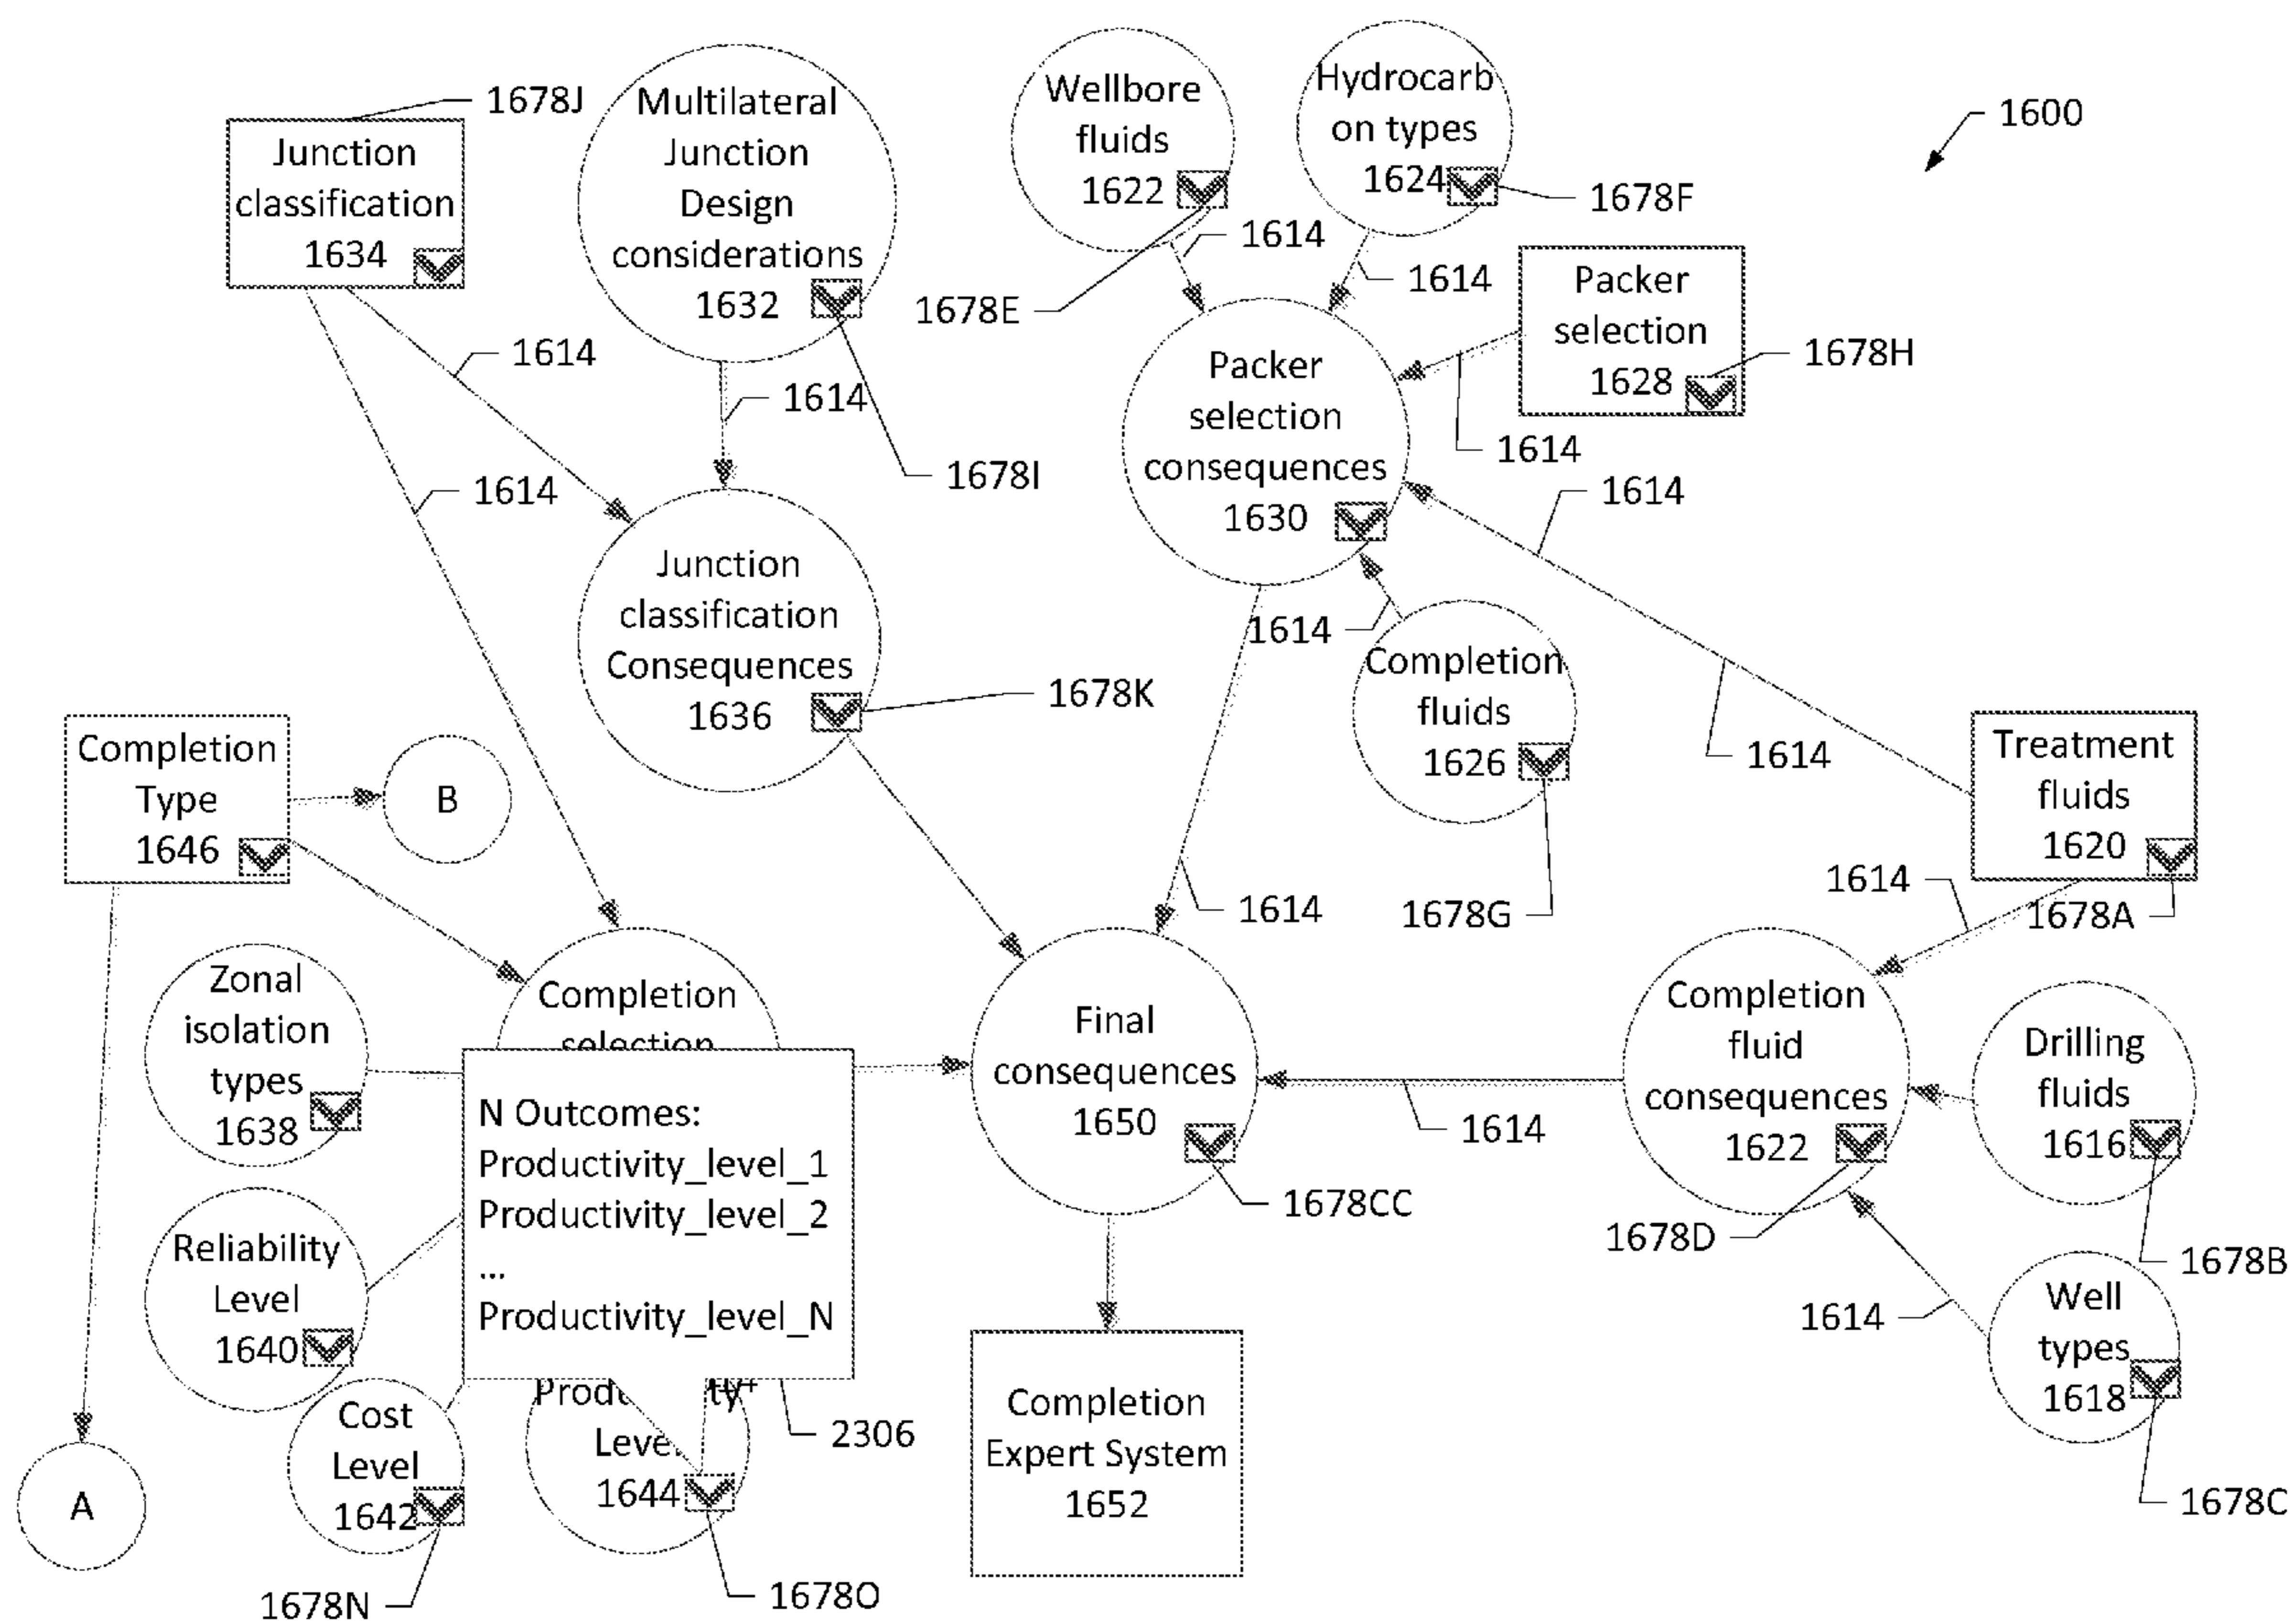 1678J
Junction
classification
1634
Multilateral
Junction
Design
considerations
1632
Wellbore
fluids
1622
Hydrocarb
on types
1624
1600
1678F
1614
1678E
1614
Packer
selection
1628
1678H
1614
1614
1678I
1614
Packer
selection
consequences
1630
1614
1614
1614
Junction
classification
Consequences
1636
1678K
1614
Completion
fluids
1626
1678G
1614
Completion
Type
1646
B
Treatment
fluids
1620
1678A
1614
1614
Zonal
isolation
types
1638
Completion
selection
Final
consequences
1650
1678CC
1614
Completion
fluid
consequences
1622
1678D
Drilling
fluids
1616
1678B
N Outcomes:
Productivity_level_1
Productivity_level_2
...
Productivity_level_N
Reliability
Level
1640
Well
types
1618
1614
1678C
Cost
Level
1642
1678N
Level
1644
1678O
2306
Completion
Expert System
1652
A